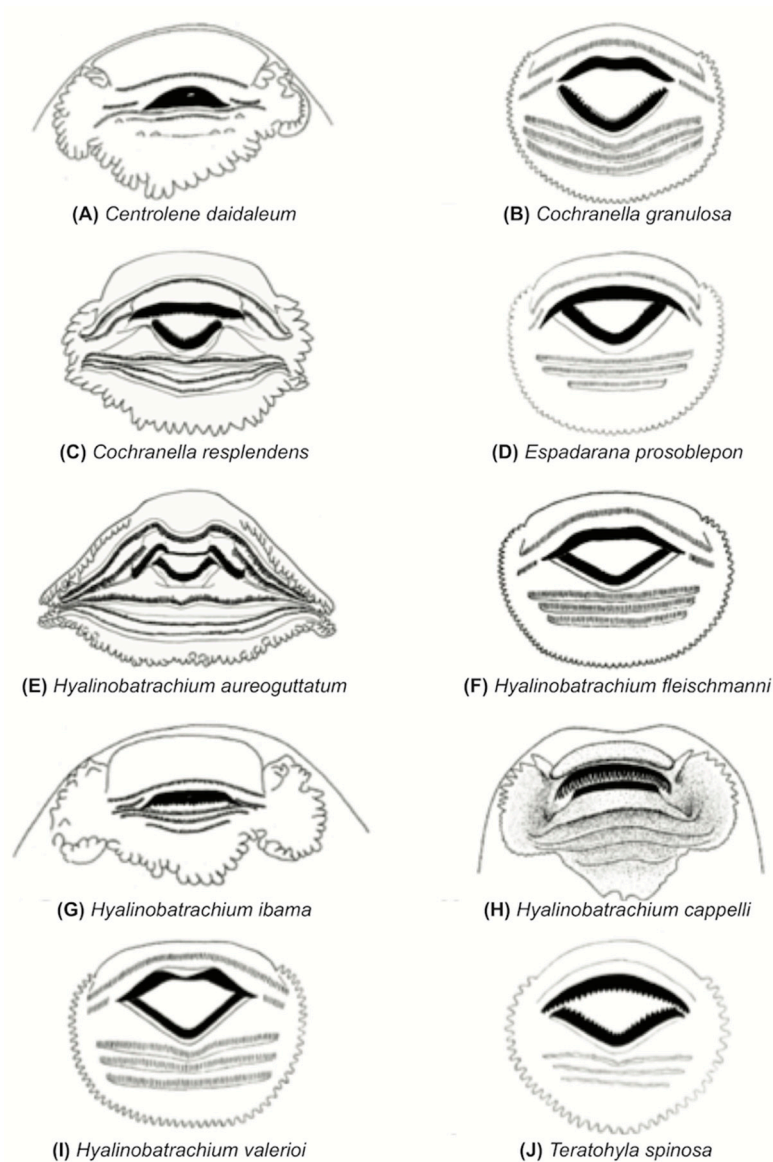 (A) Centrolene daidaleum
(B) Cochranella granulosa
(C) Cochranella resplendens
(D) Espadarana prosoblepon
(E) Hyalinobatrachium aureoguttatum
(F) Hyalinobatrachium fleischmanni
(G) Hyalinobatrachium ibama
(H) Hyalinobatrachium cappelli
(I) Hyalinobatrachium valerioi
(J) Teratohyla spinosa